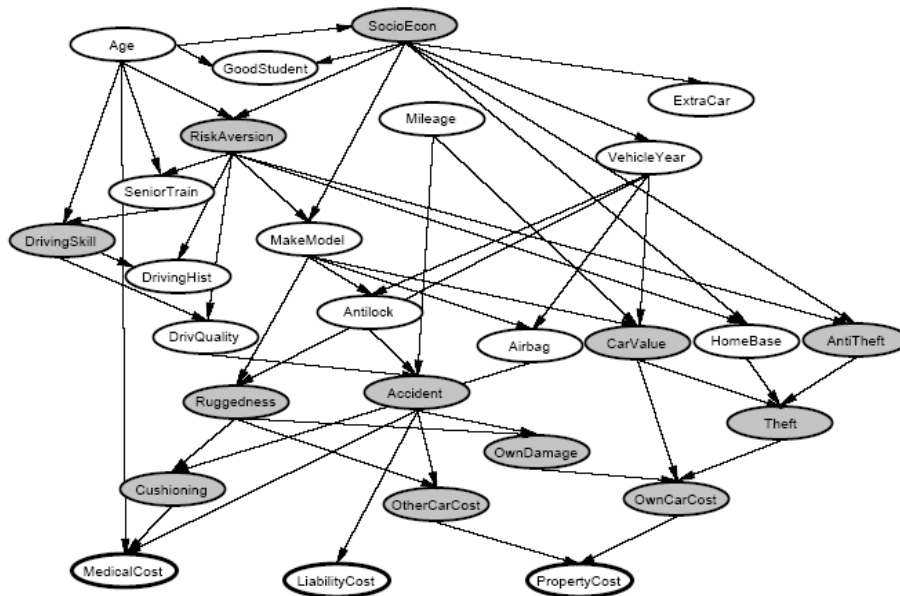 SocioEcon
Age
GoodStudent
ExtraCar
Mileage
RiskAversion
VehicleYear
SeniorTrain
DrivingSkill
MakeModel
DrivingHist
Antilock
DrivQuality
Airbag
CarValue
HomeBase
AntiTheft
Ruggedness
Accident
Theft
OwnDamage
Cushioning
OtherCarCost
OwnCarCost
MedicalCost
LiabilityCost
PropertyCost